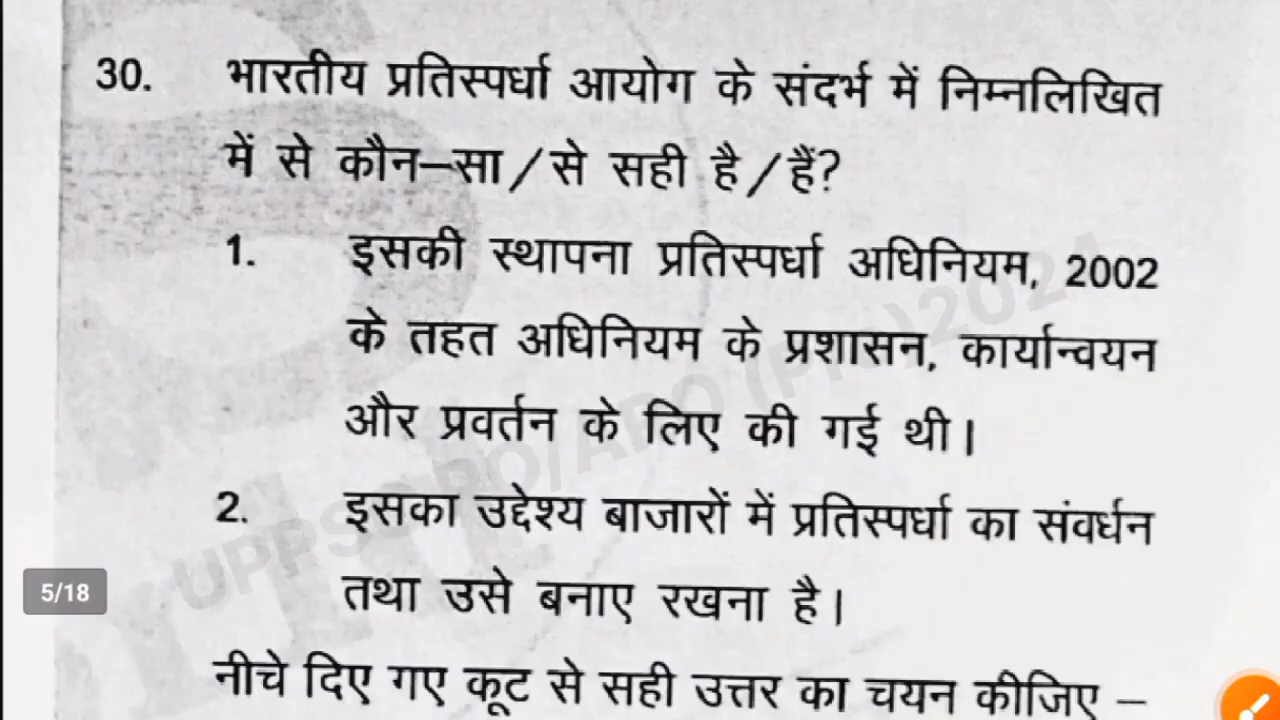 30. भारतीय प्रतिस्पर्धा आयोग के संदर्भ में निम्नलिखित
में से कौन–सा/से सही है/हैं?
1. इसकी स्थापना प्रतिस्पर्धा अधिनियम, 2002
के तहत अधिनियम के प्रशासन, कार्यान्वयन
और प्रवर्तन के लिए की गई थी।
2. इसका उद्देश्य बाजारों में प्रतिस्पर्धा का संवर्धन
5/18
तथा उसे बनाए रखना है।
नीचे दिए गए कूट से सही उत्तर का चयन कीजिए –